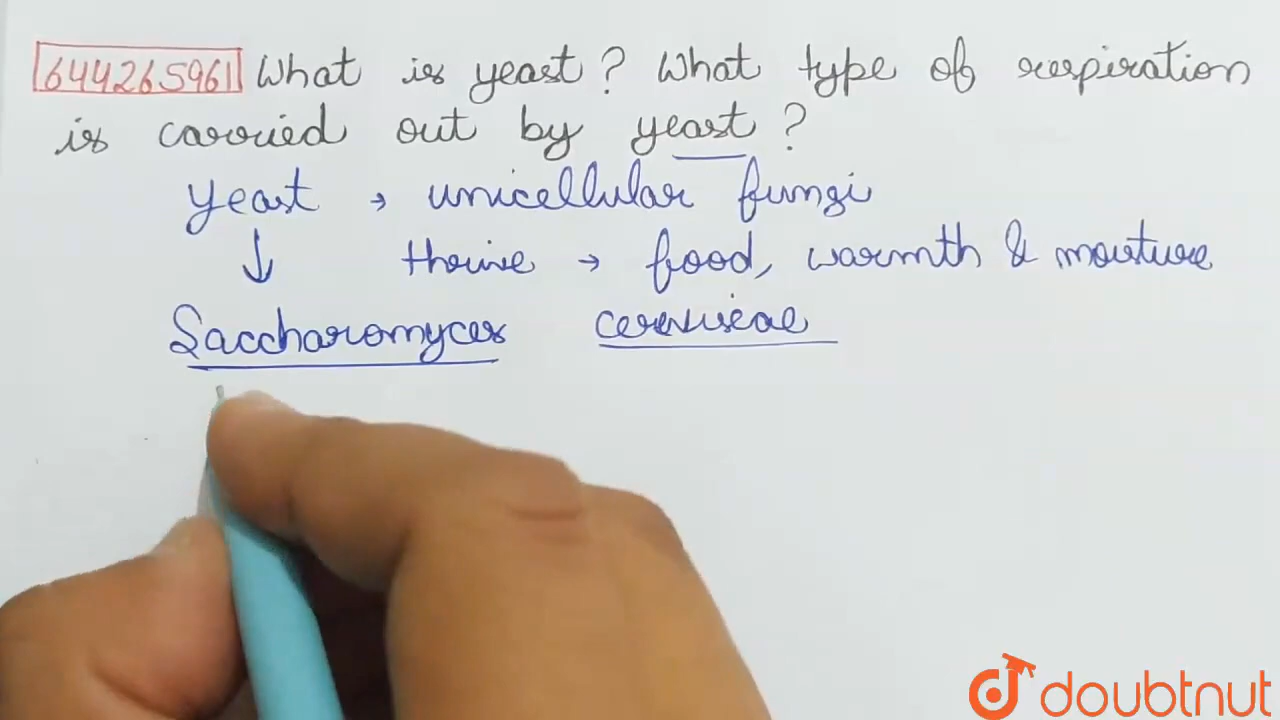 644265961 What is yeast? What type of respiration
is carried out by yeast?
yeast → unicellular fungi
↓ thrive → food, warmth & moisture
Saccharomyces cereviseae
doubtnut